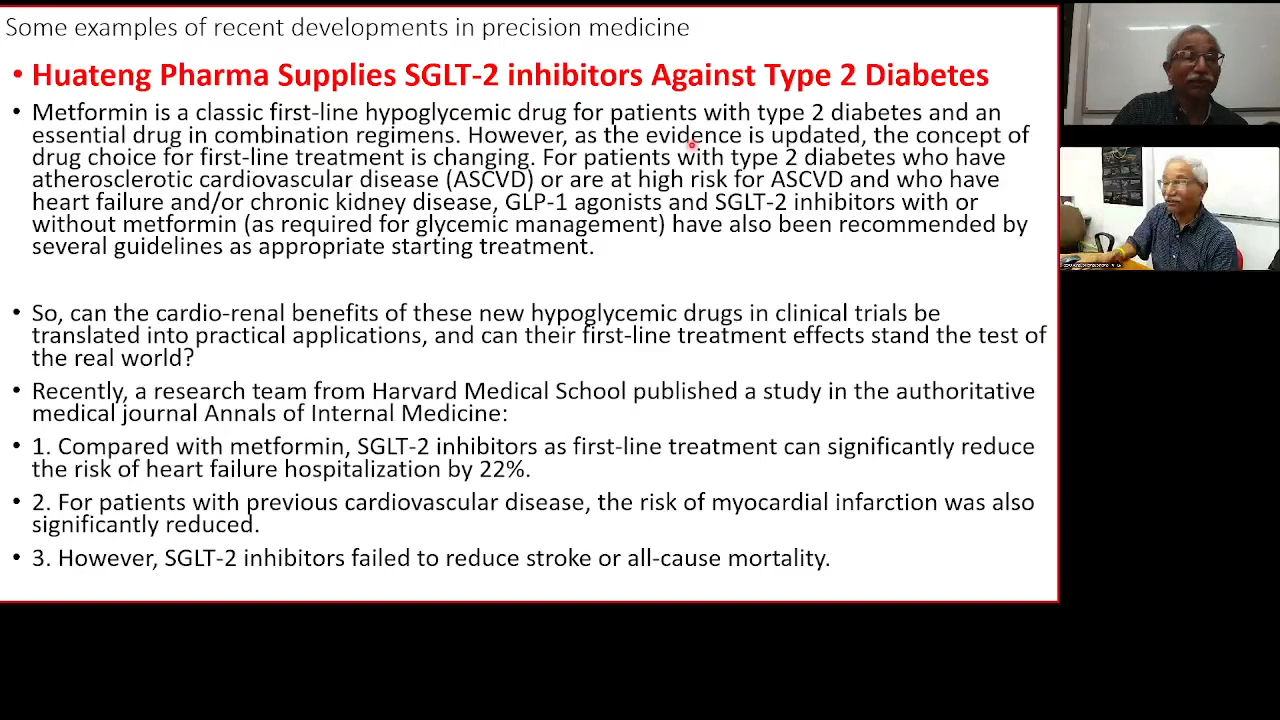 Some examples of recent developments in precision medicine
• Huateng Pharma Supplies SGLT-2 inhibitors Against Type 2 Diabetes
• Metformin is a classic first-line hypoglycemic drug for patients with type 2 diabetes and an
essential drug in combination regimens. However, as the evidence is updated, the concept of
drug choice for first-line treatment is changing. For patients with type 2 diabetes who have
atherosclerotic cardiovascular disease (ASCVD) or are at high risk for ASCVD and who have
heart failure and/or chronic kidney disease, GLP-1 agonists and SGLT-2 inhibitors with or
without metformin (as required for glycemic management) have also been recommended by
several guidelines as appropriate starting treatment.
• So, can the cardio-renal benefits of these new hypoglycemic drugs in clinical trials be
translated into practical applications, and can their first-line treatment effects stand the test of
the real world?
• Recently, a research team from Harvard Medical School published a study in the authoritative
medical journal Annals of Internal Medicine:
• 1. Compared with metformin, SGLT-2 inhibitors as first-line treatment can significantly reduce
the risk of heart failure hospitalization by 22%.
• 2. For patients with previous cardiovascular disease, the risk of myocardial infarction was also
significantly reduced.
• 3. However, SGLT-2 inhibitors failed to reduce stroke or all-cause mortality.